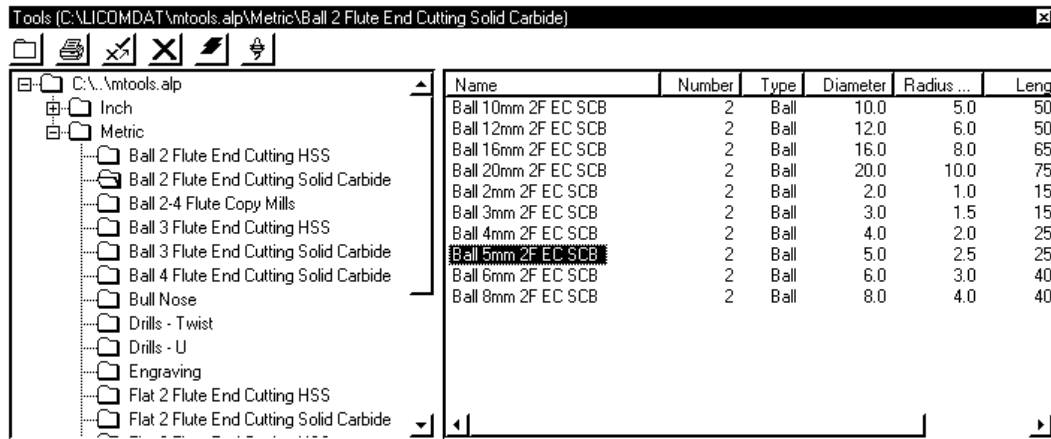 Tools (C:\LICOMDAT\mtools.alp\Metric\Ball 2 Flute End Cutting Solid Carbide)
C:\..\mtools.alp
Inch
Metric
Ball 2 Flute End Cutting HSS
Ball 2 Flute End Cutting Solid Carbide
Ball 2-4 Flute Copy Mills
Ball 3 Flute End Cutting HSS
Ball 3 Flute End Cutting Solid Carbide
Ball 4 Flute End Cutting Solid Carbide
Bull Nose
Drills - Twist
Drills - U
Engraving
Flat 2 Flute End Cutting HSS
Flat 2 Flute End Cutting Solid Carbide
Name Number Type Diameter Radius ... Leng
Ball 10mm 2F EC SCB 2 Ball 10.0 5.0 50
Ball 12mm 2F EC SCB 2 Ball 12.0 6.0 50
Ball 16mm 2F EC SCB 2 Ball 16.0 8.0 65
Ball 20mm 2F EC SCB 2 Ball 20.0 10.0 75
Ball 2mm 2F EC SCB 2 Ball 2.0 1.0 15
Ball 3mm 2F EC SCB 2 Ball 3.0 1.5 15
Ball 4mm 2F EC SCB 2 Ball 4.0 2.0 25
Ball 5mm 2F EC SCB 2 Ball 5.0 2.5 25
Ball 6mm 2F EC SCB 2 Ball 6.0 3.0 40
Ball 8mm 2F EC SCB 2 Ball 8.0 4.0 40